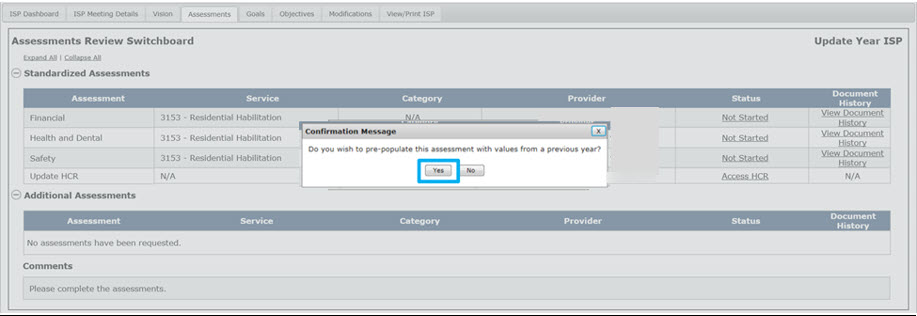 ISP Dashboard ISP Meeting Details Vision Assessments Goals Objectives Modifications View/Print ISP
Assessments Review Switchboard Update Year ISP
Expand All | Collapse All
Standardized Assessments
Assessment Service Category Provider Status Document History
Financial 3153 - Residential Habilitation N/A Not Started View Document History
Health and Dental 3153 - Residential Habilitation Not Started View Document History
Safety 3153 - Residential Habilitation Not Started View Document History
Update HCR N/A Access HCR N/A
Confirmation Message X
Do you wish to pre-populate this assessment with values from a previous year?
Yes No
Additional Assessments
Assessment Service Category Provider Status Document History
No assessments have been requested.
Comments
Please complete the assessments.